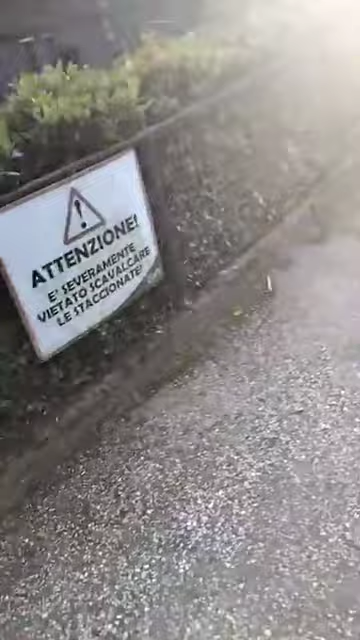 ATTENZIONE!
E' SEVERAMENTE
VIETATO SCAVALCARE
LE STACCIONATE!